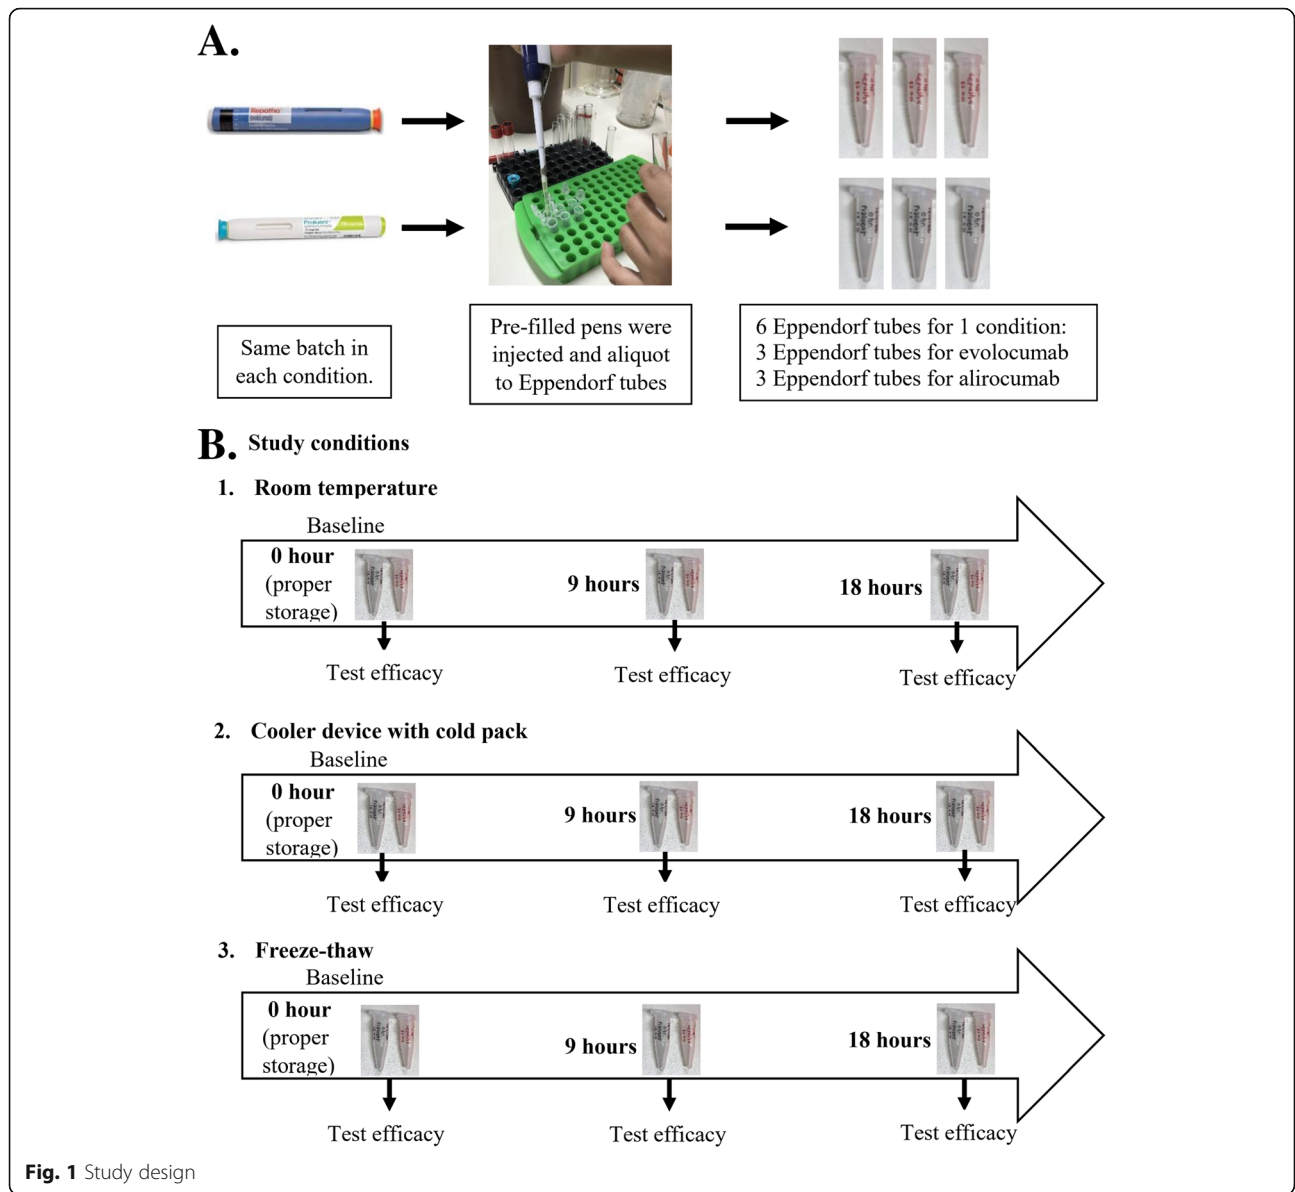 A.
Repatha
Praluent
Pre-filled pens were
injected and aliquot
to Eppendorf tubes
Same batch in
each condition.
6 Eppendorf tubes for 1 condition:
3 Eppendorf tubes for evolocumab
3 Eppendorf tubes for alirocumab
B. Study conditions
1. Room temperature
Baseline
0 hour
(proper
storage)
9 hours
18 hours
Test efficacy
Test efficacy
Test efficacy
2. Cooler device with cold pack
Baseline
0 hour
(proper
storage)
9 hours
18 hours
Test efficacy
Test efficacy
Test efficacy
3. Freeze-thaw
Baseline
0 hour
(proper
storage)
9 hours
18 hours
Test efficacy
Test efficacy
Test efficacy
Fig. 1 Study design